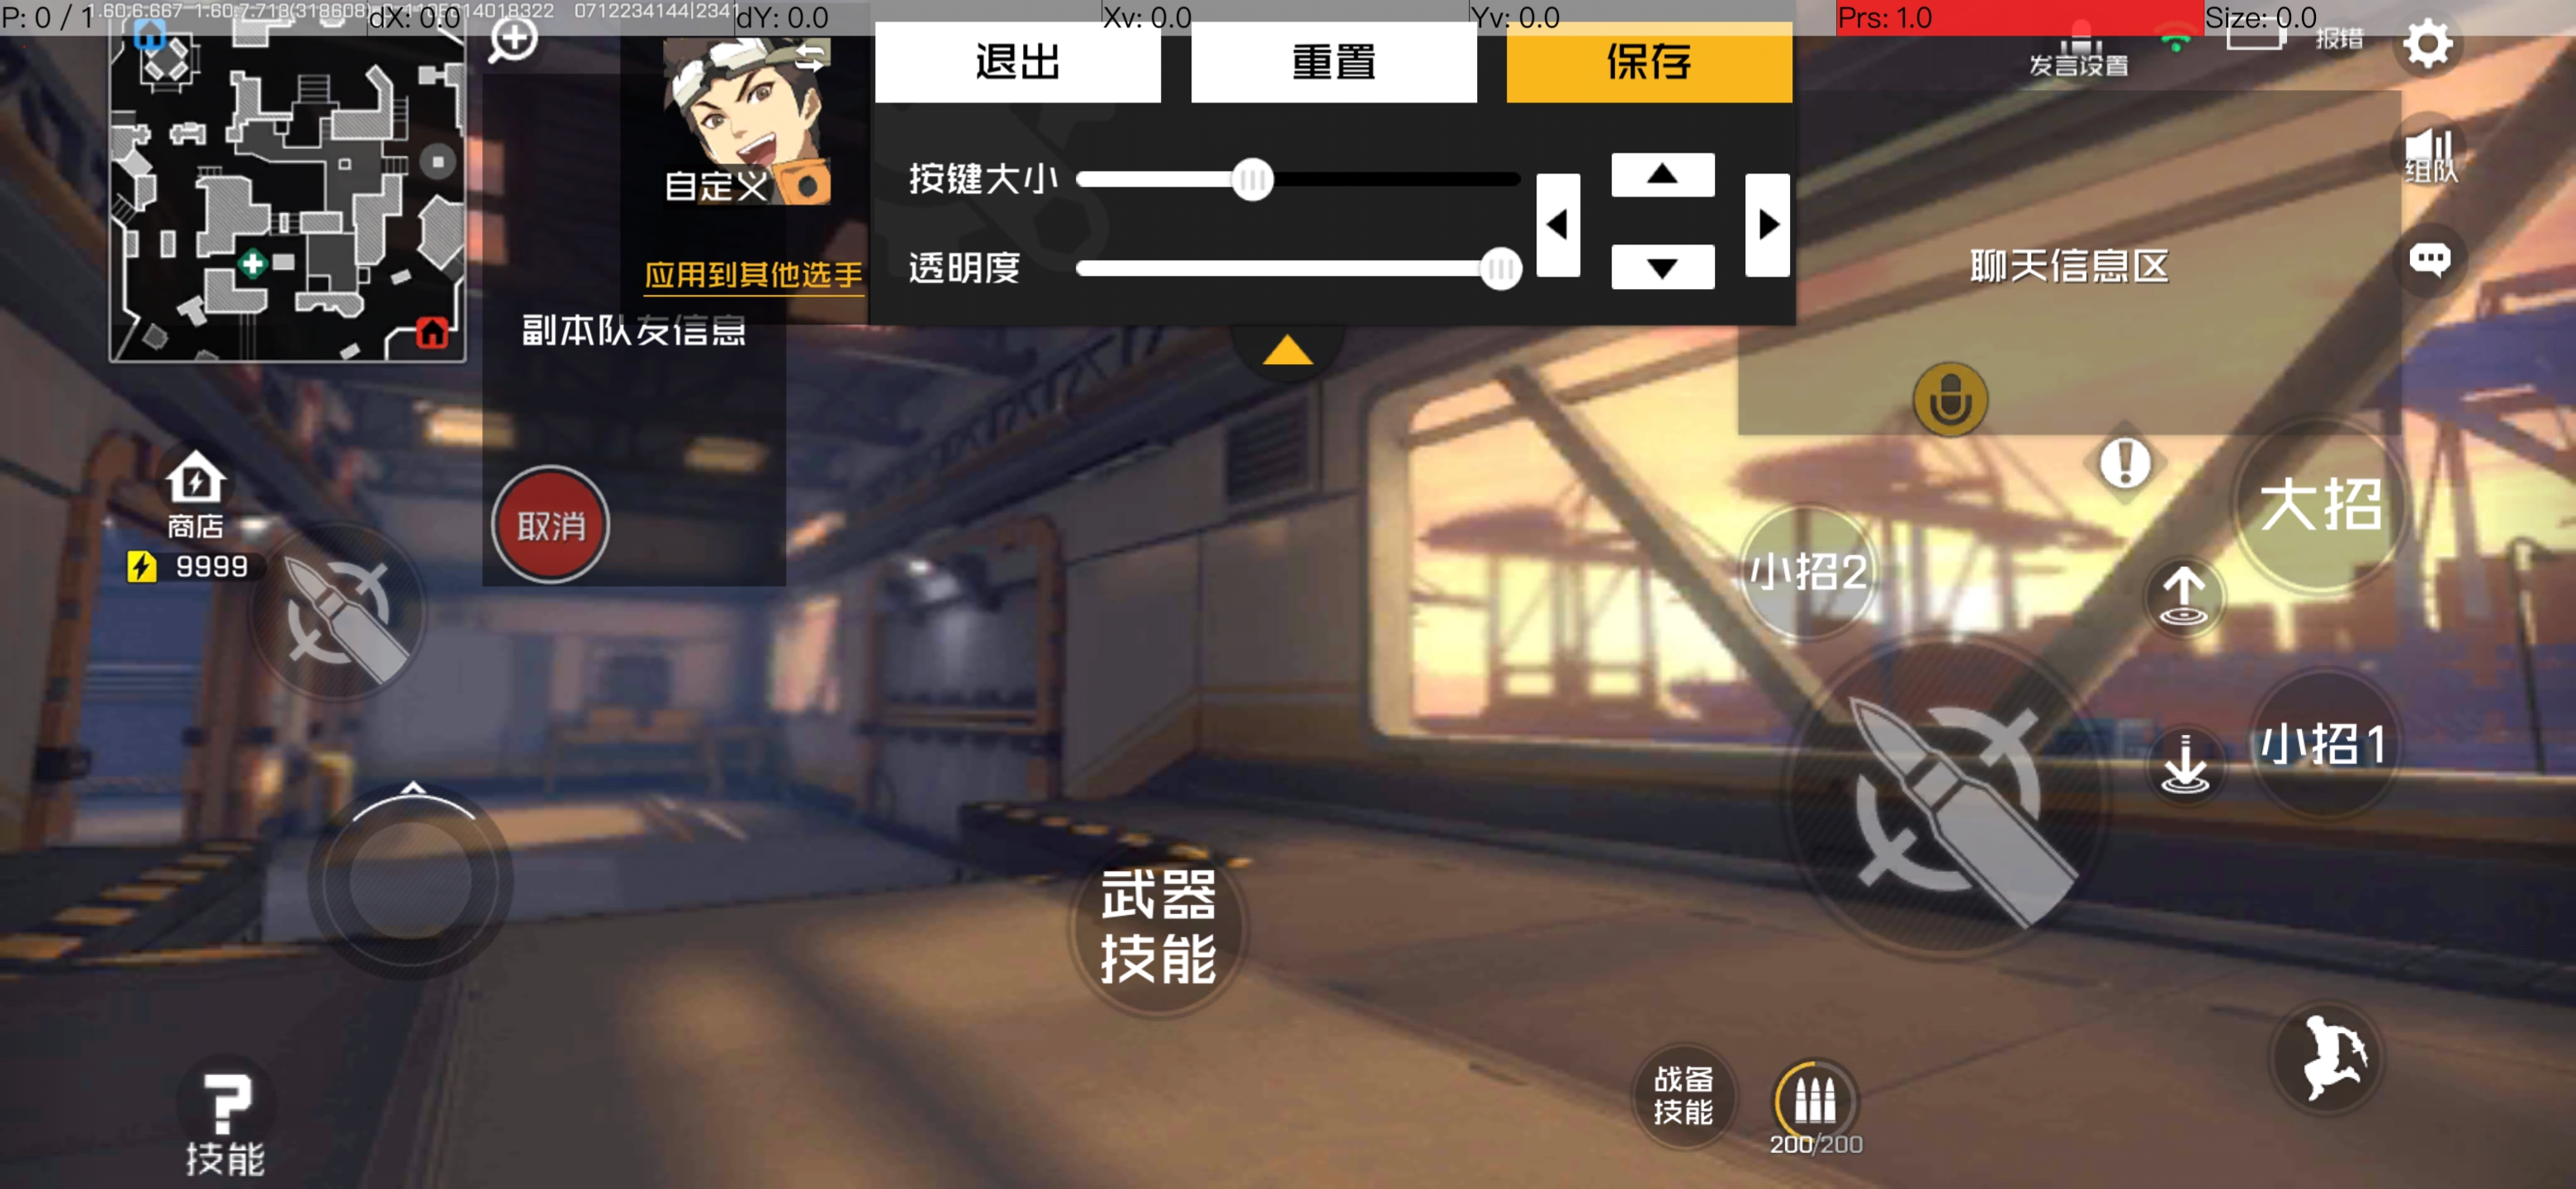 P: 0 / 1
dX: 0.0
dY: 0.0
Xv: 0.0
Yv: 0.0
Prs: 1.0
Size: 0.0
退出
重置
保存
发言设置
报错
按键大小
组队
自定义
透明度
聊天信息区
应用到其他选手
副本队友信息
大招
取消
商店
小招2
9999
小招1
武器
技能
战备
技能
200/200
技能